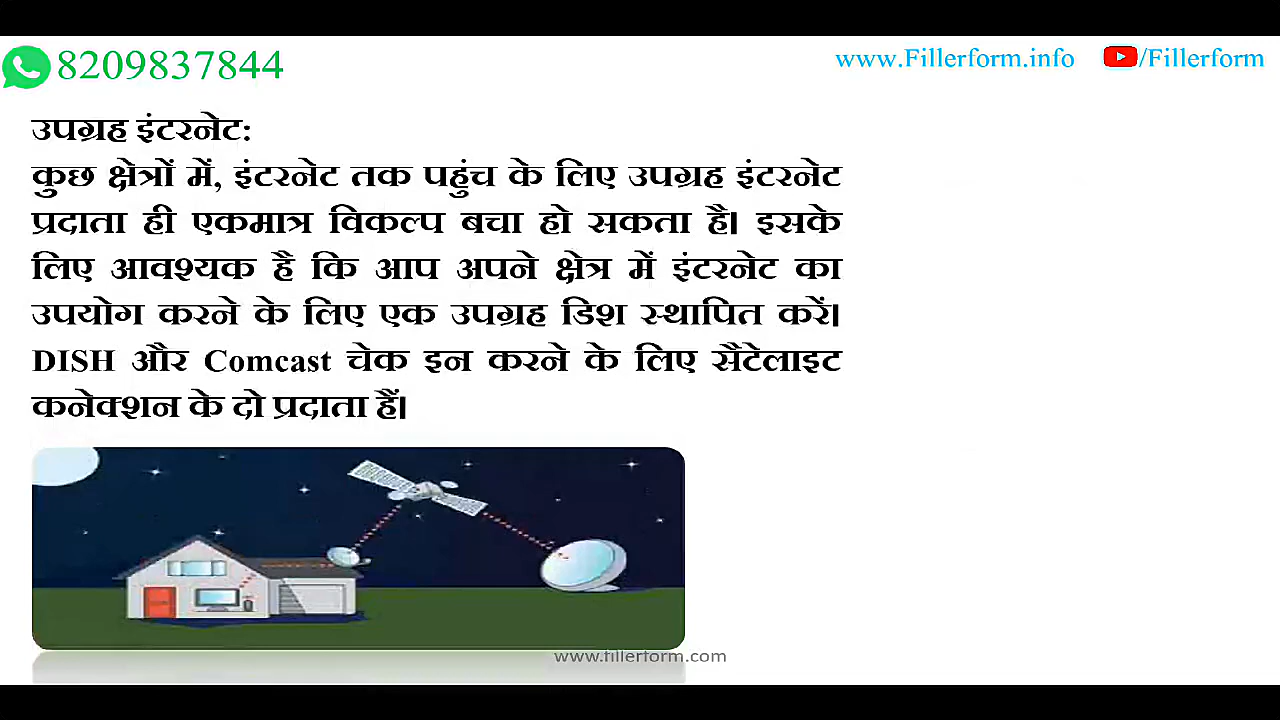 8209837844
www.Fillerform.info
/Fillerform
उपग्रह इंटरनेट:
कुछ क्षेत्रों में, इंटरनेट तक पहुंच के लिए उपग्रह इंटरनेट
प्रदाता ही एकमात्र विकल्प बचा हो सकता है। इसके
लिए आवश्यक है कि आप अपने क्षेत्र में इंटरनेट का
उपयोग करने के लिए एक उपग्रह डिश स्थापित करें।
DISH और Comcast चेक इन करने के लिए सैटेलाइट
कनेक्शन के दो प्रदाता हैं।
www.fillerform.com